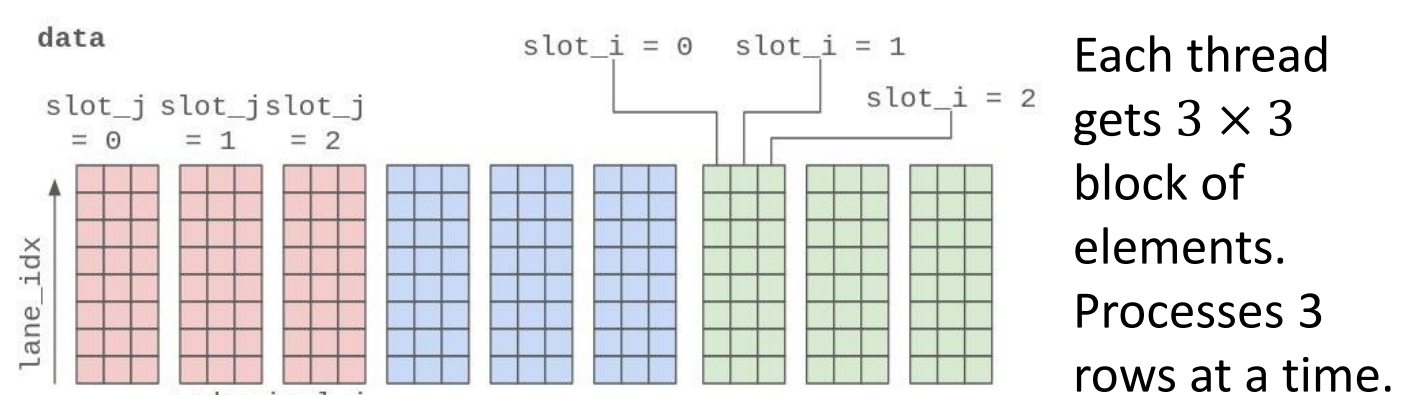 data
slot_i = 0 slot_i = 1
slot_i = 2
slot_j slot_j slot_j
= 0 = 1 = 2
lane_idx
Each thread
gets 3 × 3
block of
elements.
Processes 3
rows at a time.